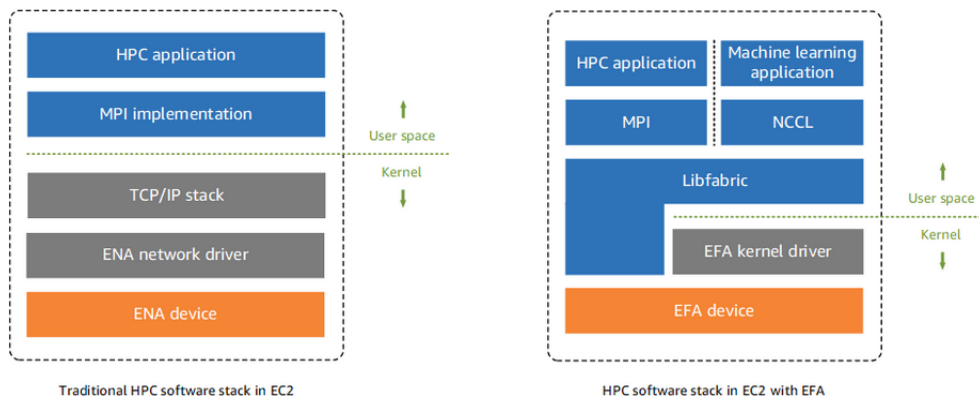 HPC application
MPI implementation
User space
Kernel
TCP/IP stack
ENA network driver
ENA device
Traditional HPC software stack in EC2
HPC application
Machine learning
application
MPI
NCCL
Libfabric
User space
Kernel
EFA kernel driver
EFA device
HPC software stack in EC2 with EFA